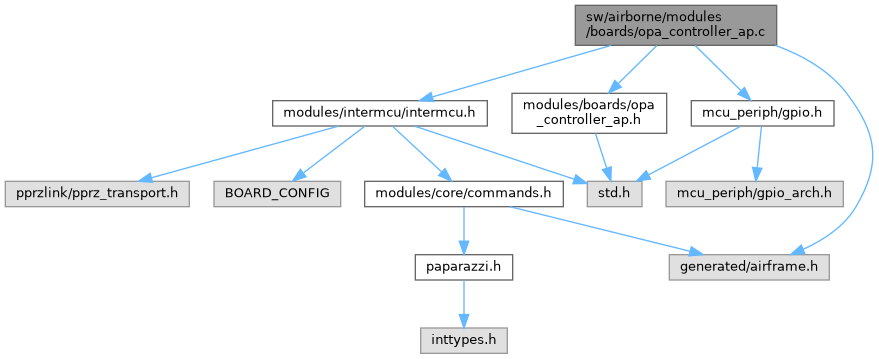 sw/airborne/modules
/boards/opa_controller_ap.c
modules/intermcu/intermcu.h
modules/boards/opa
_controller_ap.h
mcu_periph/gpio.h
pprzlink/pprz_transport.h
BOARD_CONFIG
modules/core/commands.h
std.h
mcu_periph/gpio_arch.h
paparazzi.h
generated/airframe.h
inttypes.h